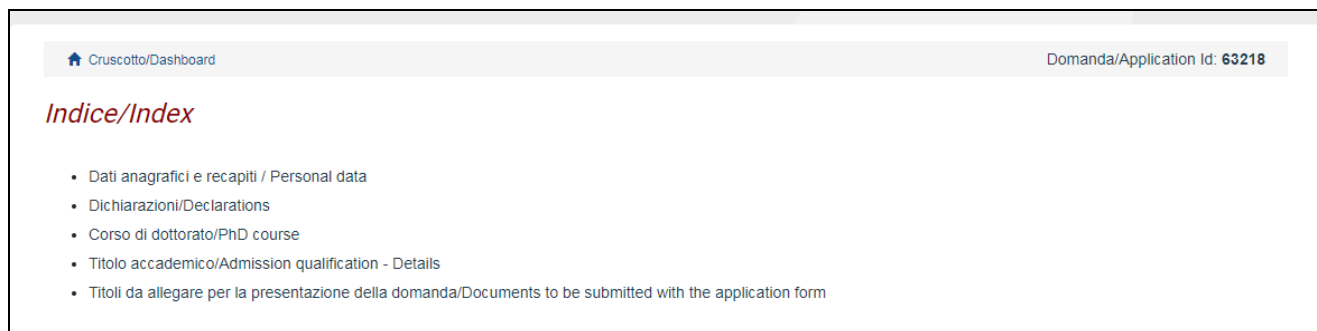 Cruscotto/Dashboard
Domanda/Application Id: 63218
Indice/Index
Dati anagrafici e recapiti / Personal data
Dichiarazioni/Declarations
Corso di dottorato/PhD course
Titolo accademico/Admission qualification - Details
Titoli da allegare per la presentazione della domanda/Documents to be submitted with the application form